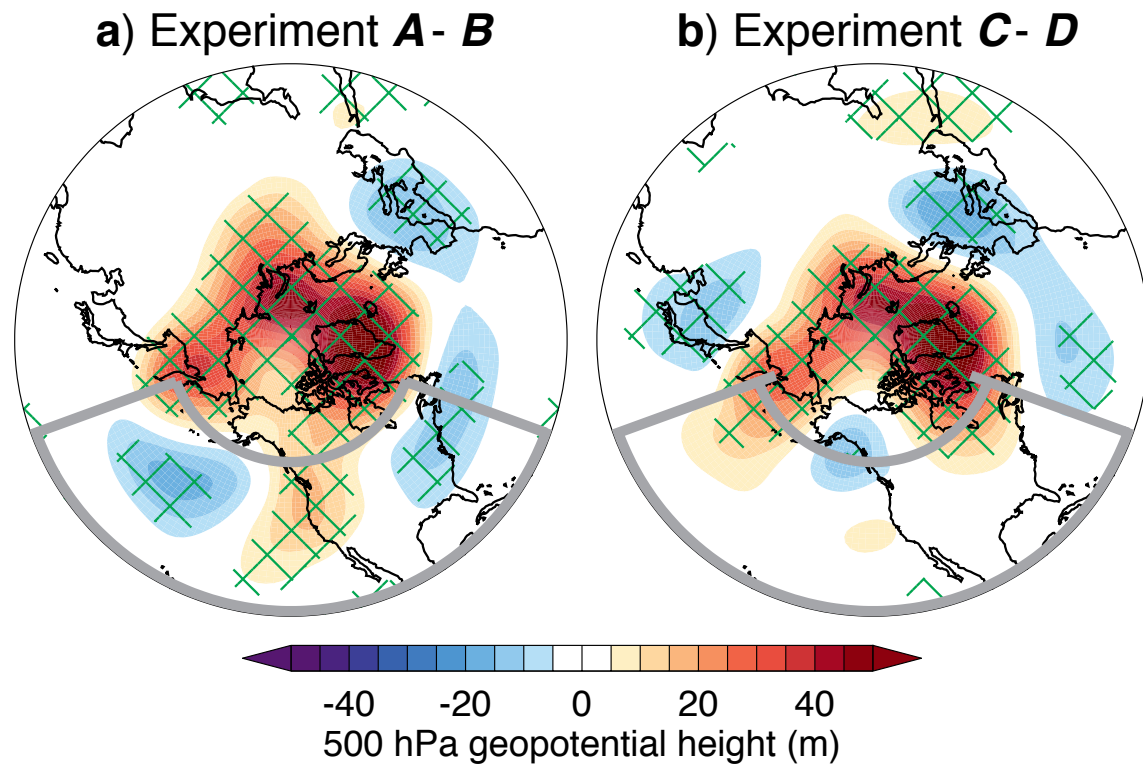 a) Experiment A - B
b) Experiment C - D
-40 -20 0 20 40
500 hPa geopotential height (m)